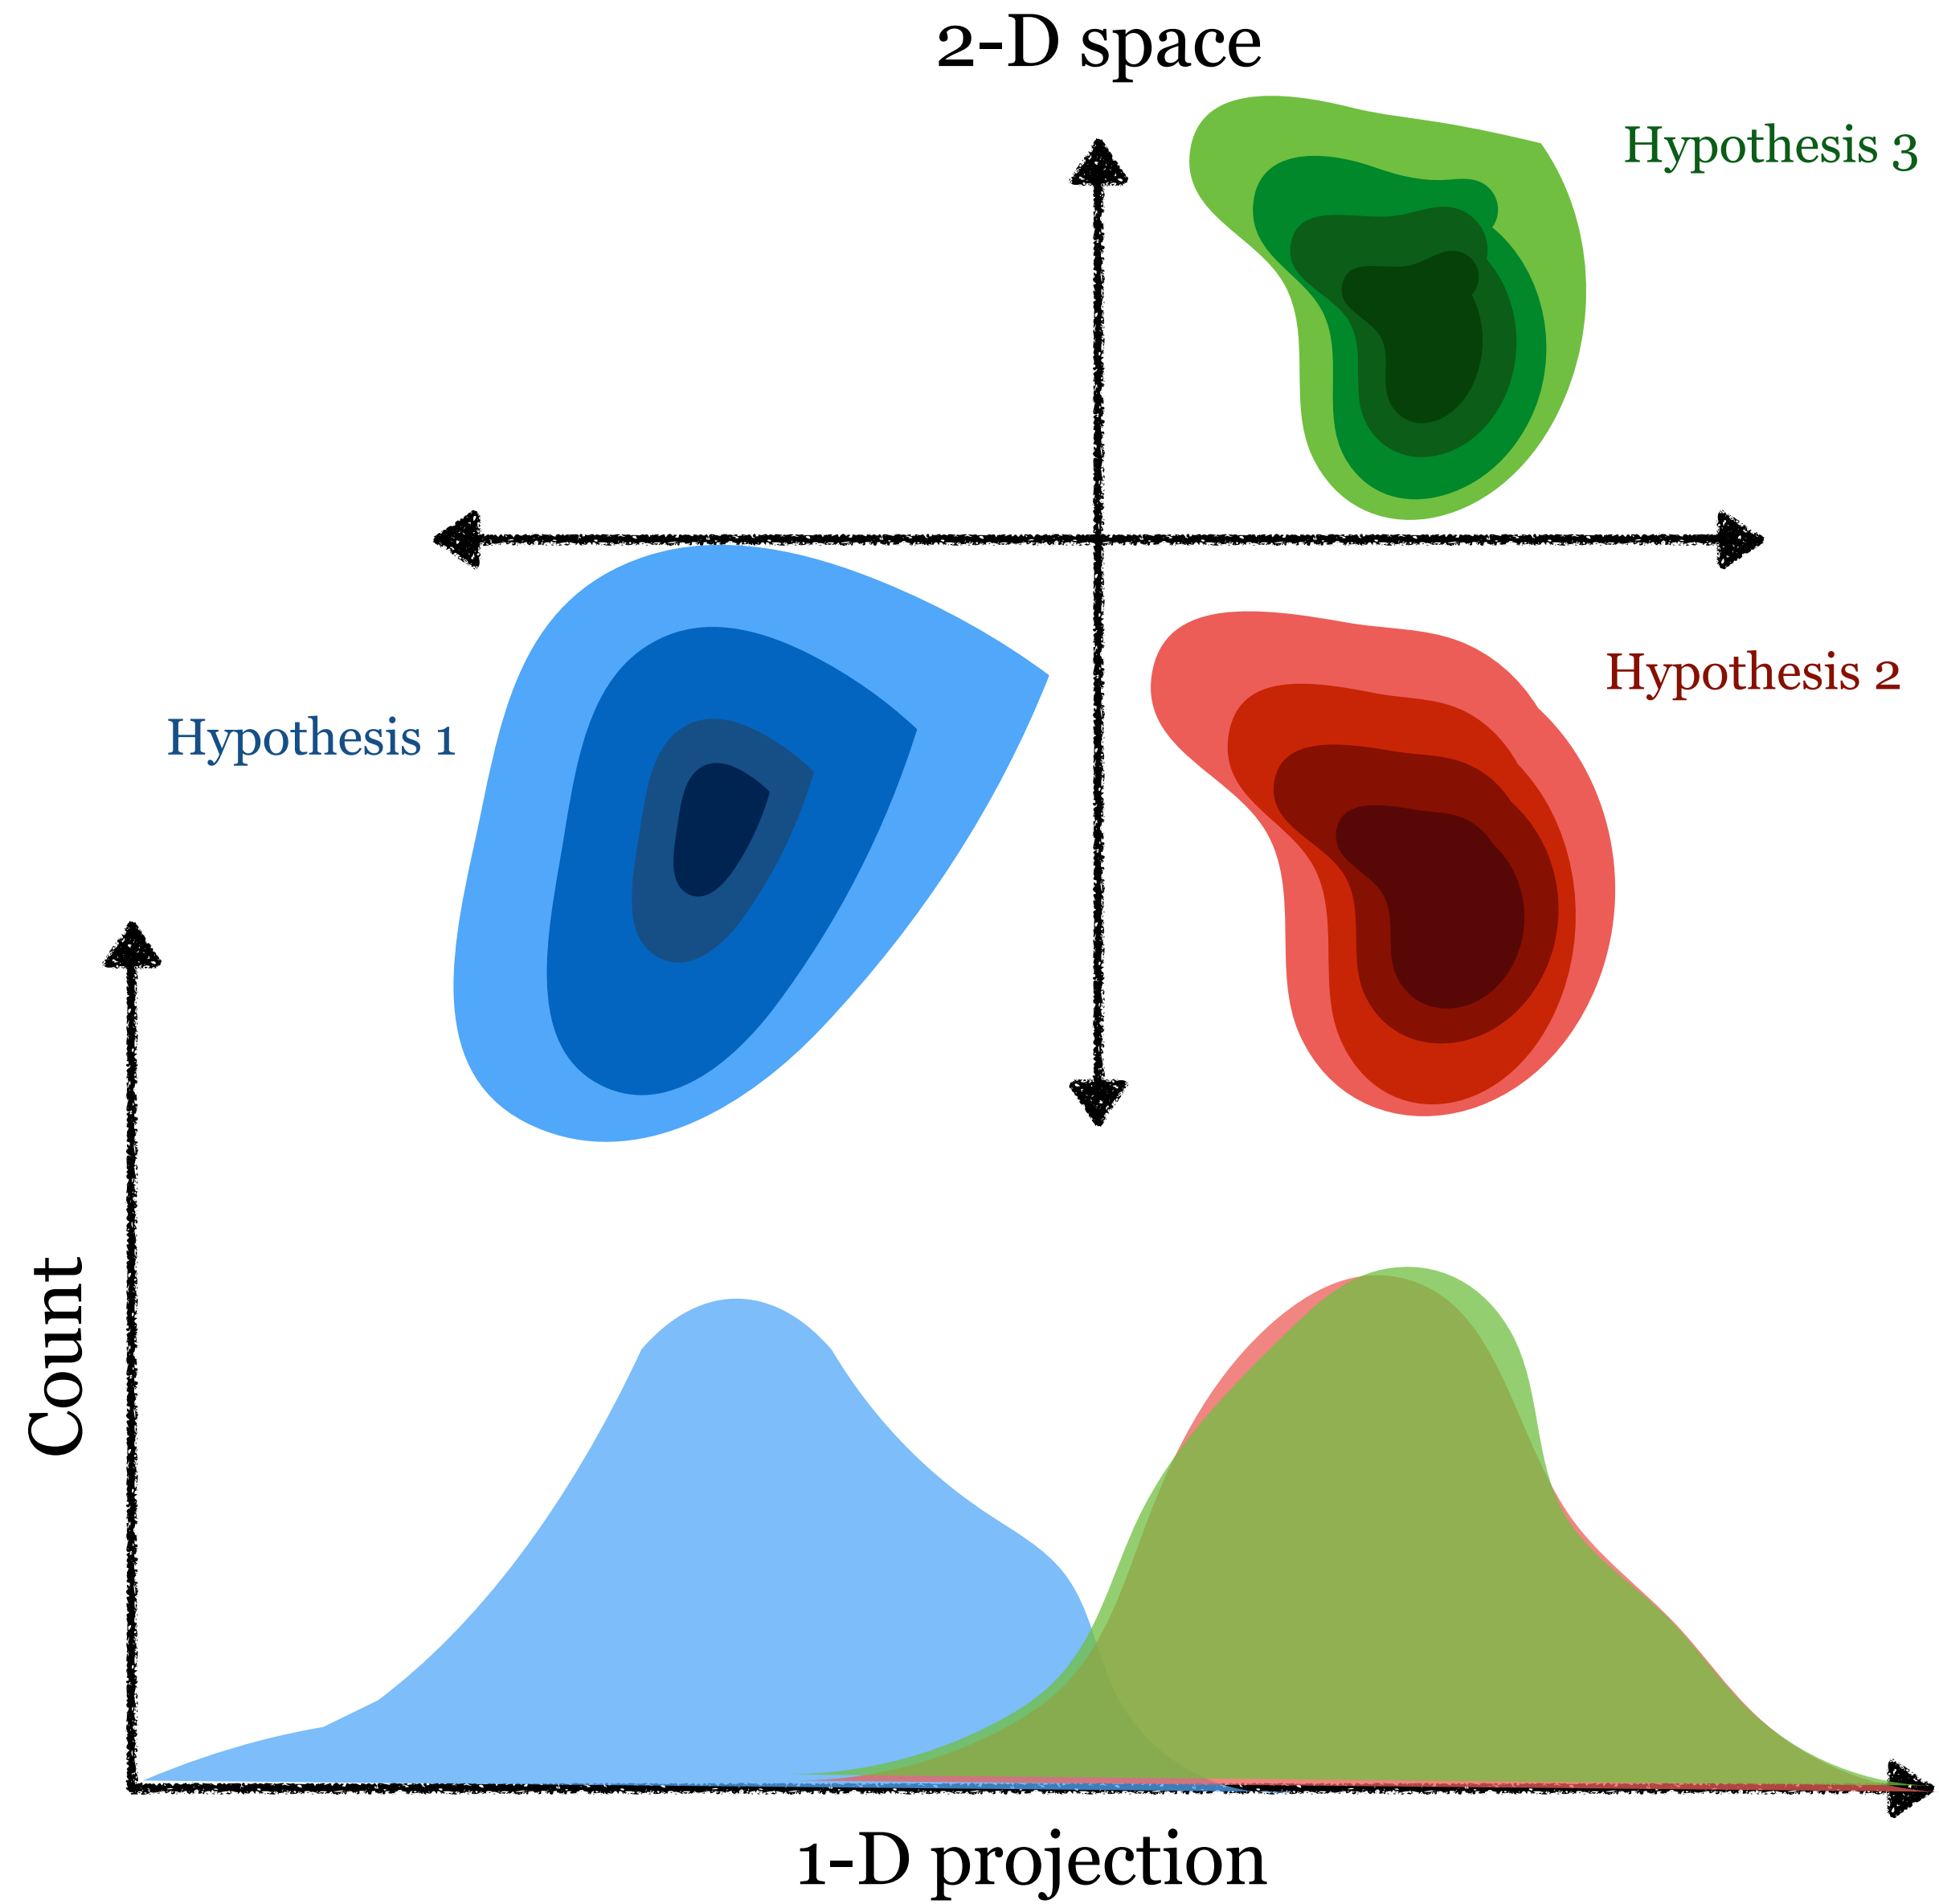 2-D space
Hypothesis 3
Hypothesis 2
Hypothesis 1
Count
1-D projection